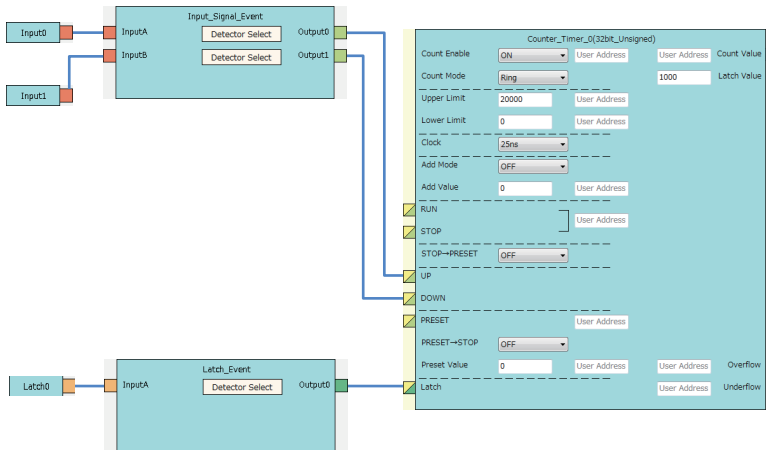 Input0
Input1
Input_Signal_Event
InputA Detector Select Output0
InputB Detector Select Output1
Counter_Timer_0(32bit_Unsigned)
Count Enable ON User Address User Address Count Value
Count Mode Ring 1000 Latch Value
Upper Limit 20000 User Address
Lower Limit 0 User Address
Clock 25ns
Add Mode OFF
Add Value 0 User Address
RUN
User Address
STOP
STOP→PRESET OFF
UP
DOWN
PRESET User Address
PRESET→STOP OFF
Preset Value 0 User Address User Address Overflow
Latch User Address Underflow
Latch0
Latch_Event
InputA Detector Select Output0